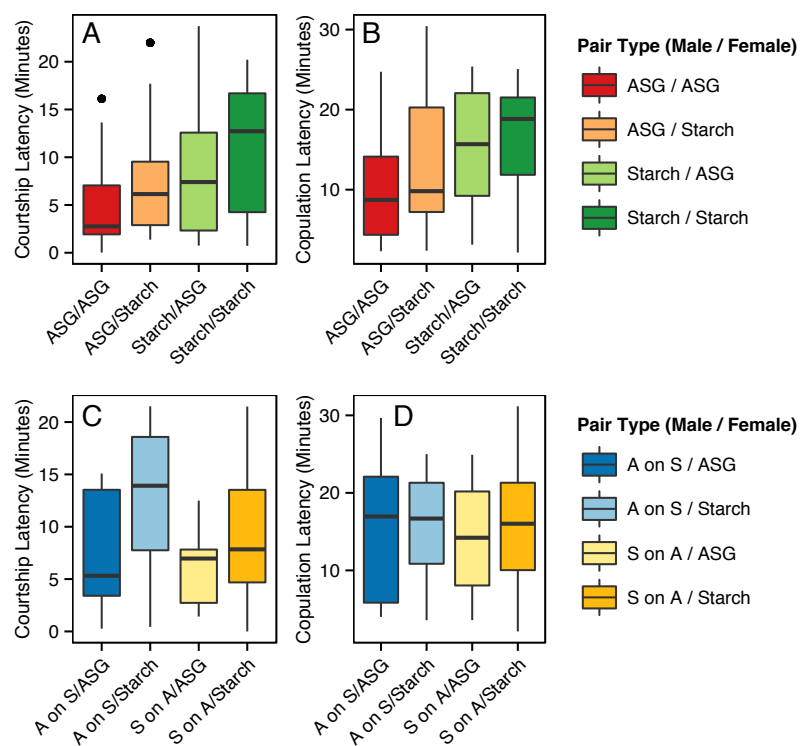 A
Courtship Latency (Minutes)
20
15
10
5
0
ASG/ASG
ASG/Starch
Starch/ASG
Starch/Starch
B
Copulation Latency (Minutes)
30
20
10
ASG/ASG
ASG/Starch
Starch/ASG
Starch/Starch
Pair Type (Male / Female)
ASG / ASG
ASG / Starch
Starch / ASG
Starch / Starch
C
Courtship Latency (Minutes)
20
15
10
5
0
A on S/ASG
A on S/Starch
S on A/ASG
S on A/Starch
D
Copulation Latency (Minutes)
30
20
10
A on S/ASG
A on S/Starch
S on A/ASG
S on A/Starch
Pair Type (Male / Female)
A on S / ASG
A on S / Starch
S on A / ASG
S on A / Starch